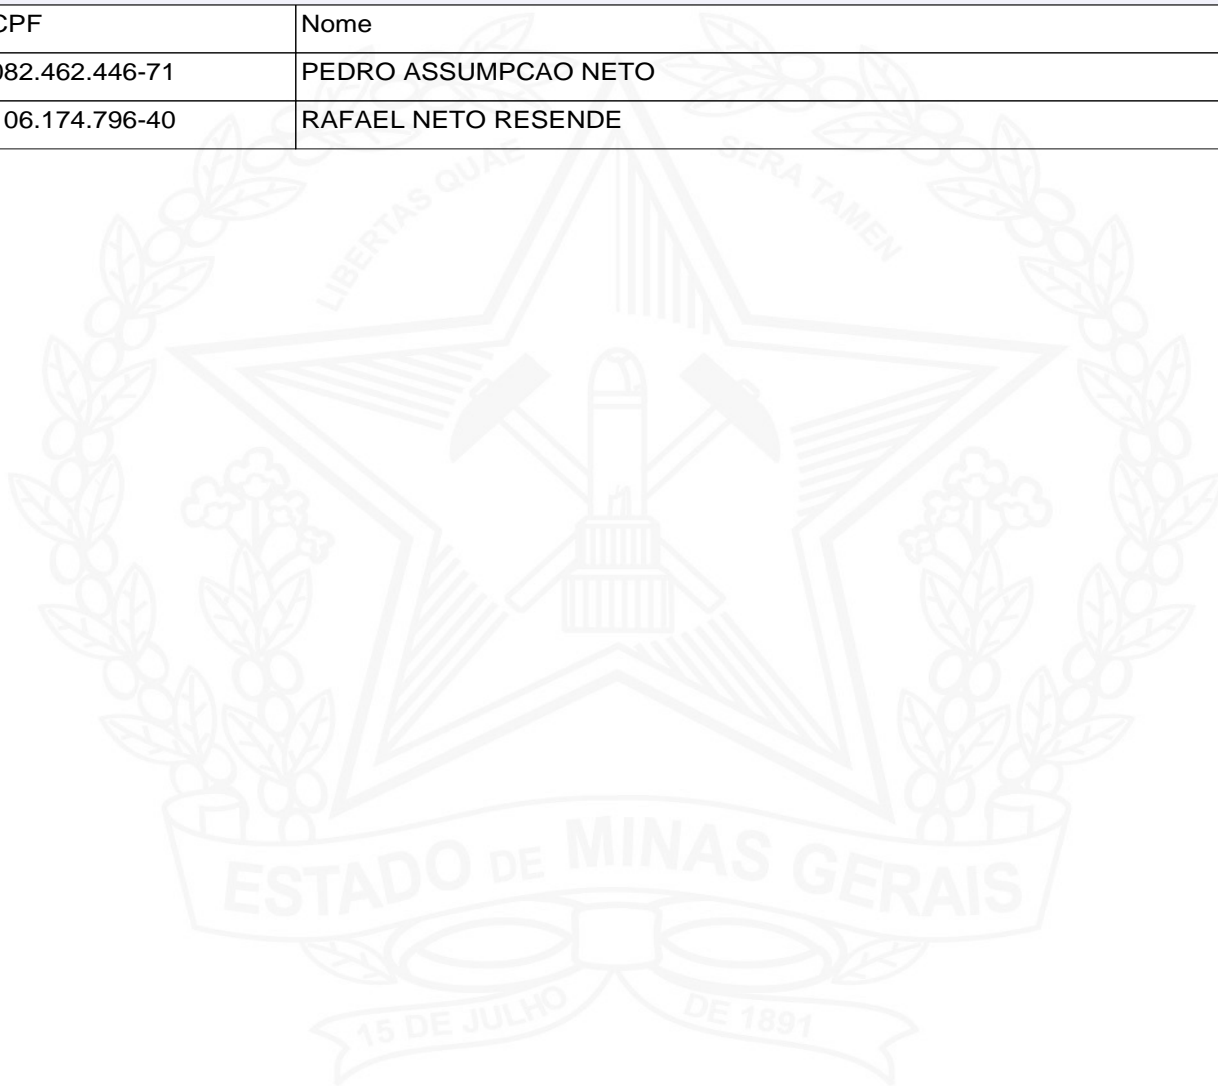 CPF Nome
082.462.446-71 PEDRO ASSUMPCAO NETO
06.174.796-40 RAFAEL NETO RESENDE
LIBERTAS QUAE SERA TAMEN
ESTADO DE MINAS GERAIS
15 DE JULHO DE 1891